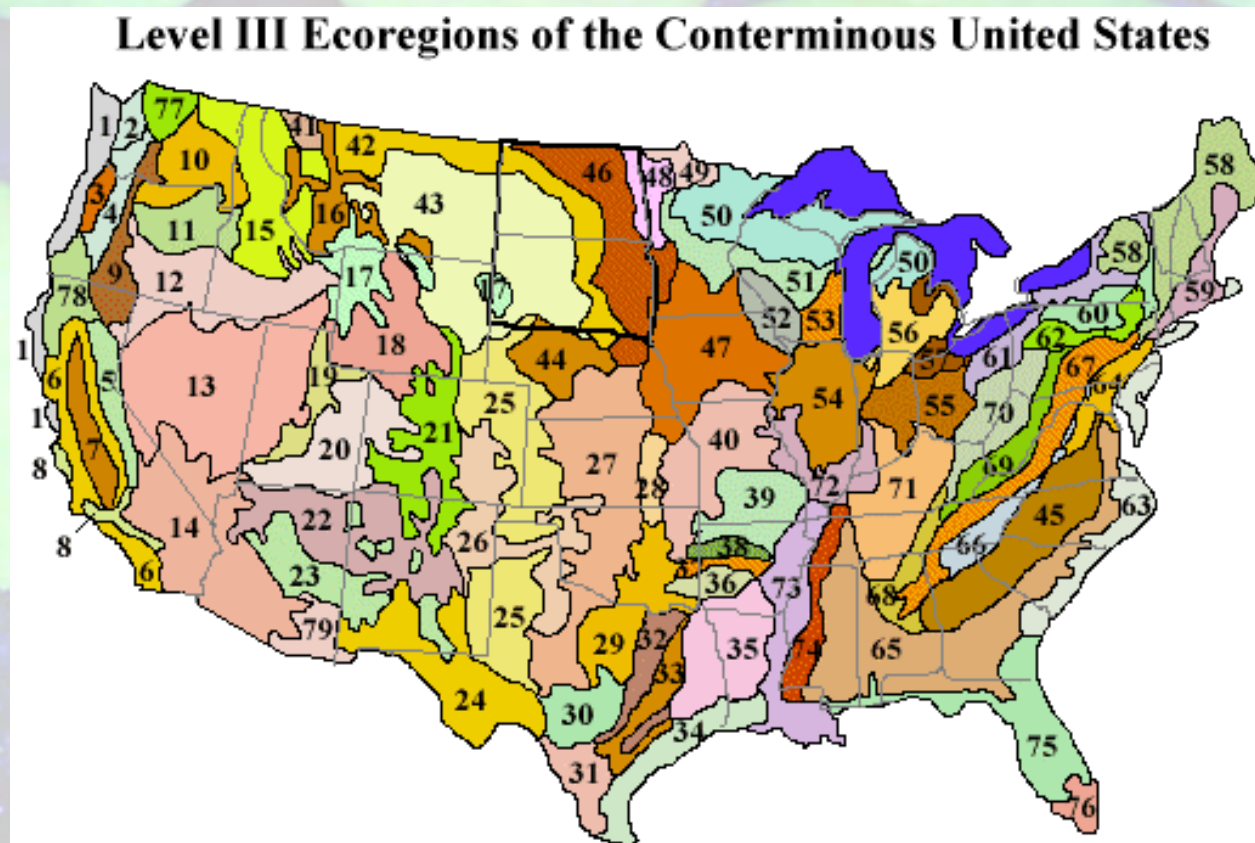 Level III Ecoregions of the Conterminous United States
77
1 2 41
42
10 46 48 49 58
3 4 16 43 50
11 15 58
9 17 17 51 50 59
78 12 52 53 60
1 18 44 47 56 61 62 67
6 5 13 19 64
25 54 55 70
1 21 40
7 20 27 69
8 28 39 72 71 63
14 22 45
8 26 38 66
6 23 36 73 68
79 25 29 32 35 74 65
33
24 30 34
75
31
76